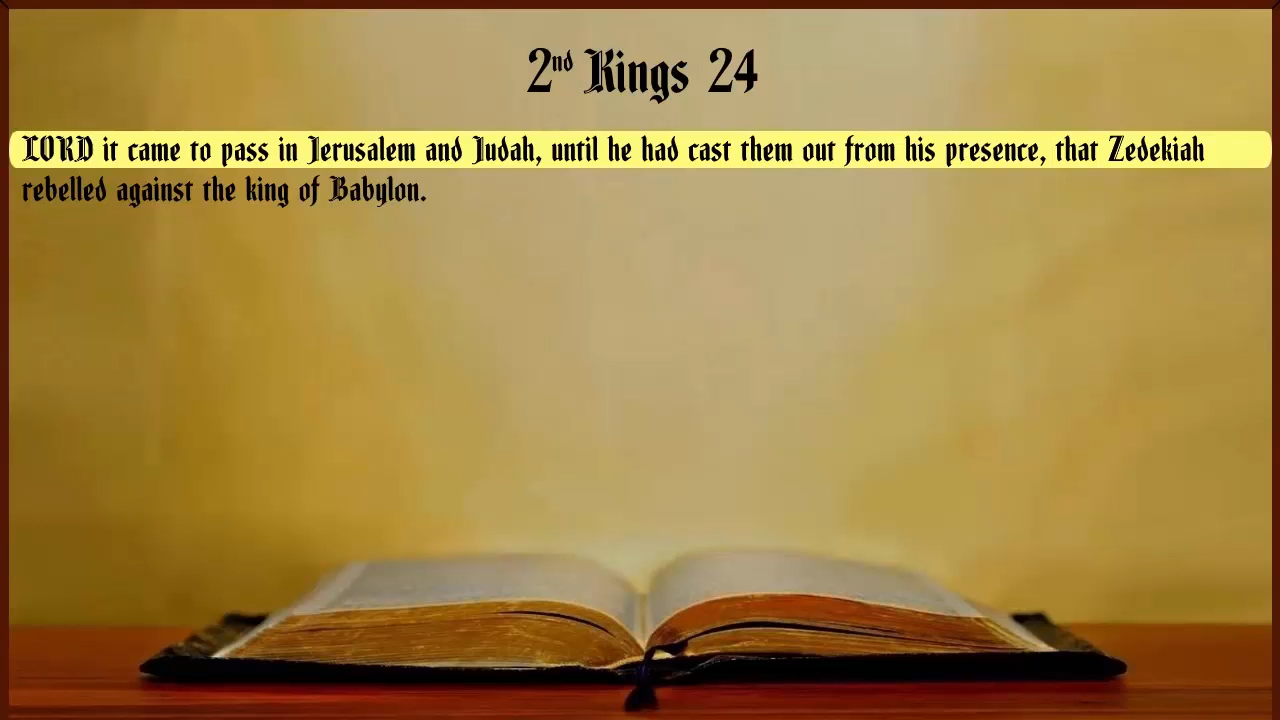 2nd Kings 24
LORD it came to pass in Jerusalem and Judah, until he had cast them out from his presence, that Zedekiah
rebelled against the king of Babylon.